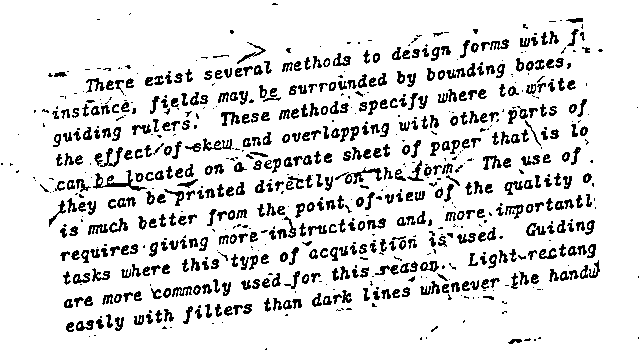 There exist several methods to design forms with fi
instance, fields may be surrounded by bounding boxes,
guiding rulers. These methods specify where to write
the effect of skew and overlapping with other parts of
can be located on a separate sheet of paper that is lo
they can be printed directly on the form. The use of
is much better from the point of view of the quality o
requires giving more instructions and, more importantl
tasks where this type of acquisition is used. Guiding
are more commonly used for this reason. Light rectang
easily with filters than dark lines whenever the handw